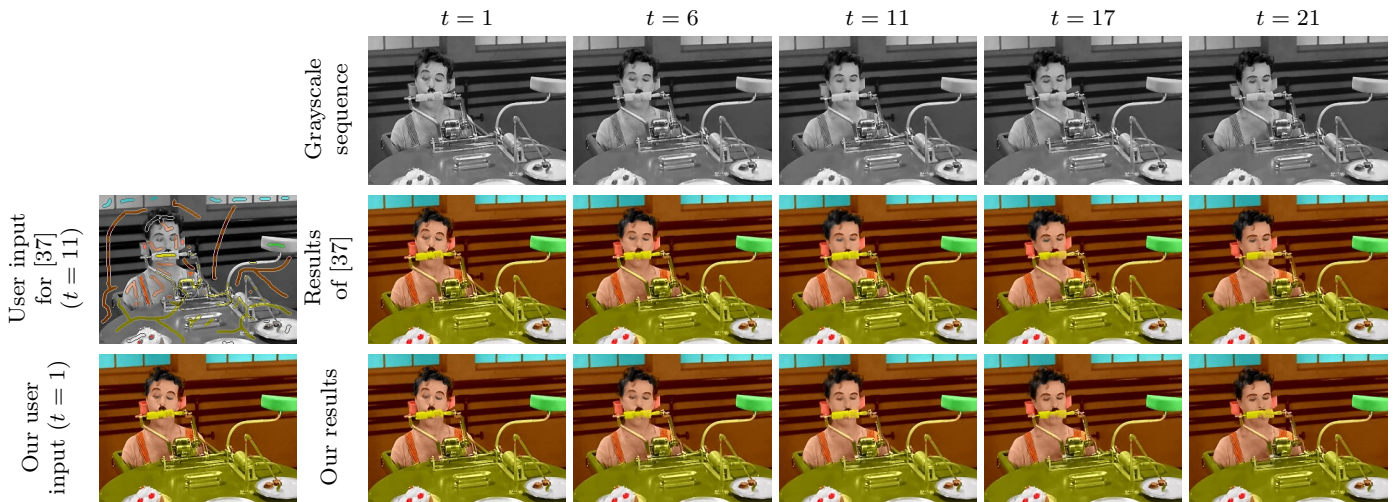 t = 1
t = 6
t = 11
t = 17
t = 21
Grayscale
sequence
User input
for [37]
(t = 11)
Results
of [37]
Our user
input (t = 1)
Our results